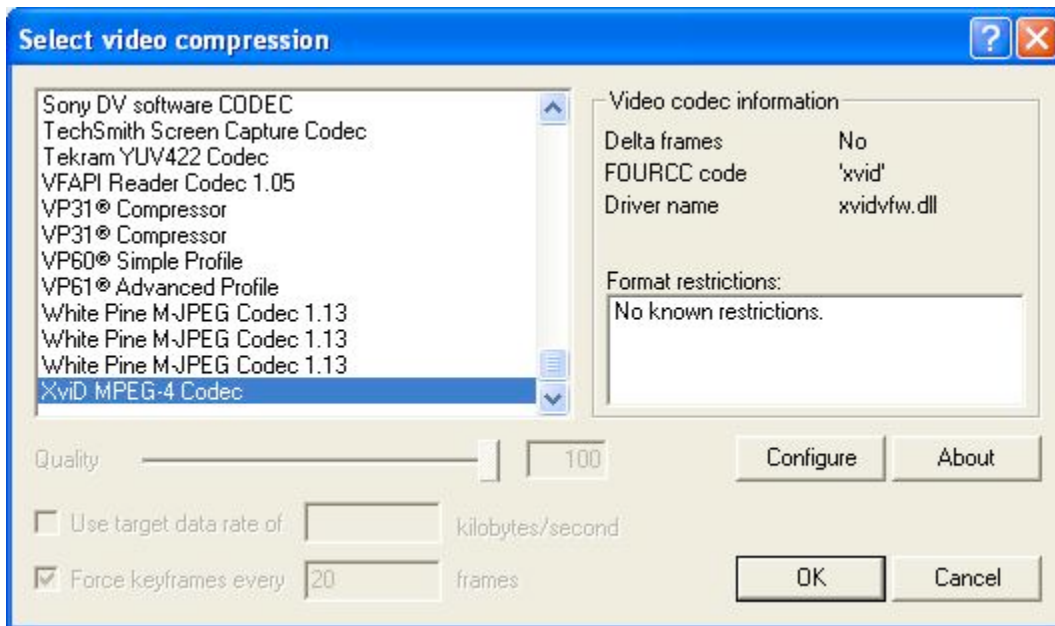 Select video compression
Sony DV software CODEC
TechSmith Screen Capture Codec
Tekram YUV422 Codec
VFAPI Reader Codec 1.05
VP31® Compressor
VP31® Compressor
VP60® Simple Profile
VP61® Advanced Profile
White Pine M-JPEG Codec 1.13
White Pine M-JPEG Codec 1.13
White Pine M-JPEG Codec 1.13
XviD MPEG-4 Codec
Video codec information
Delta frames No
FOURCC code 'xvid'
Driver name xvidvfw.dll
Format restrictions:
No known restrictions.
Quality 100
Configure About
Use target data rate of kilobytes/second
Force keyframes every 20 frames
OK Cancel